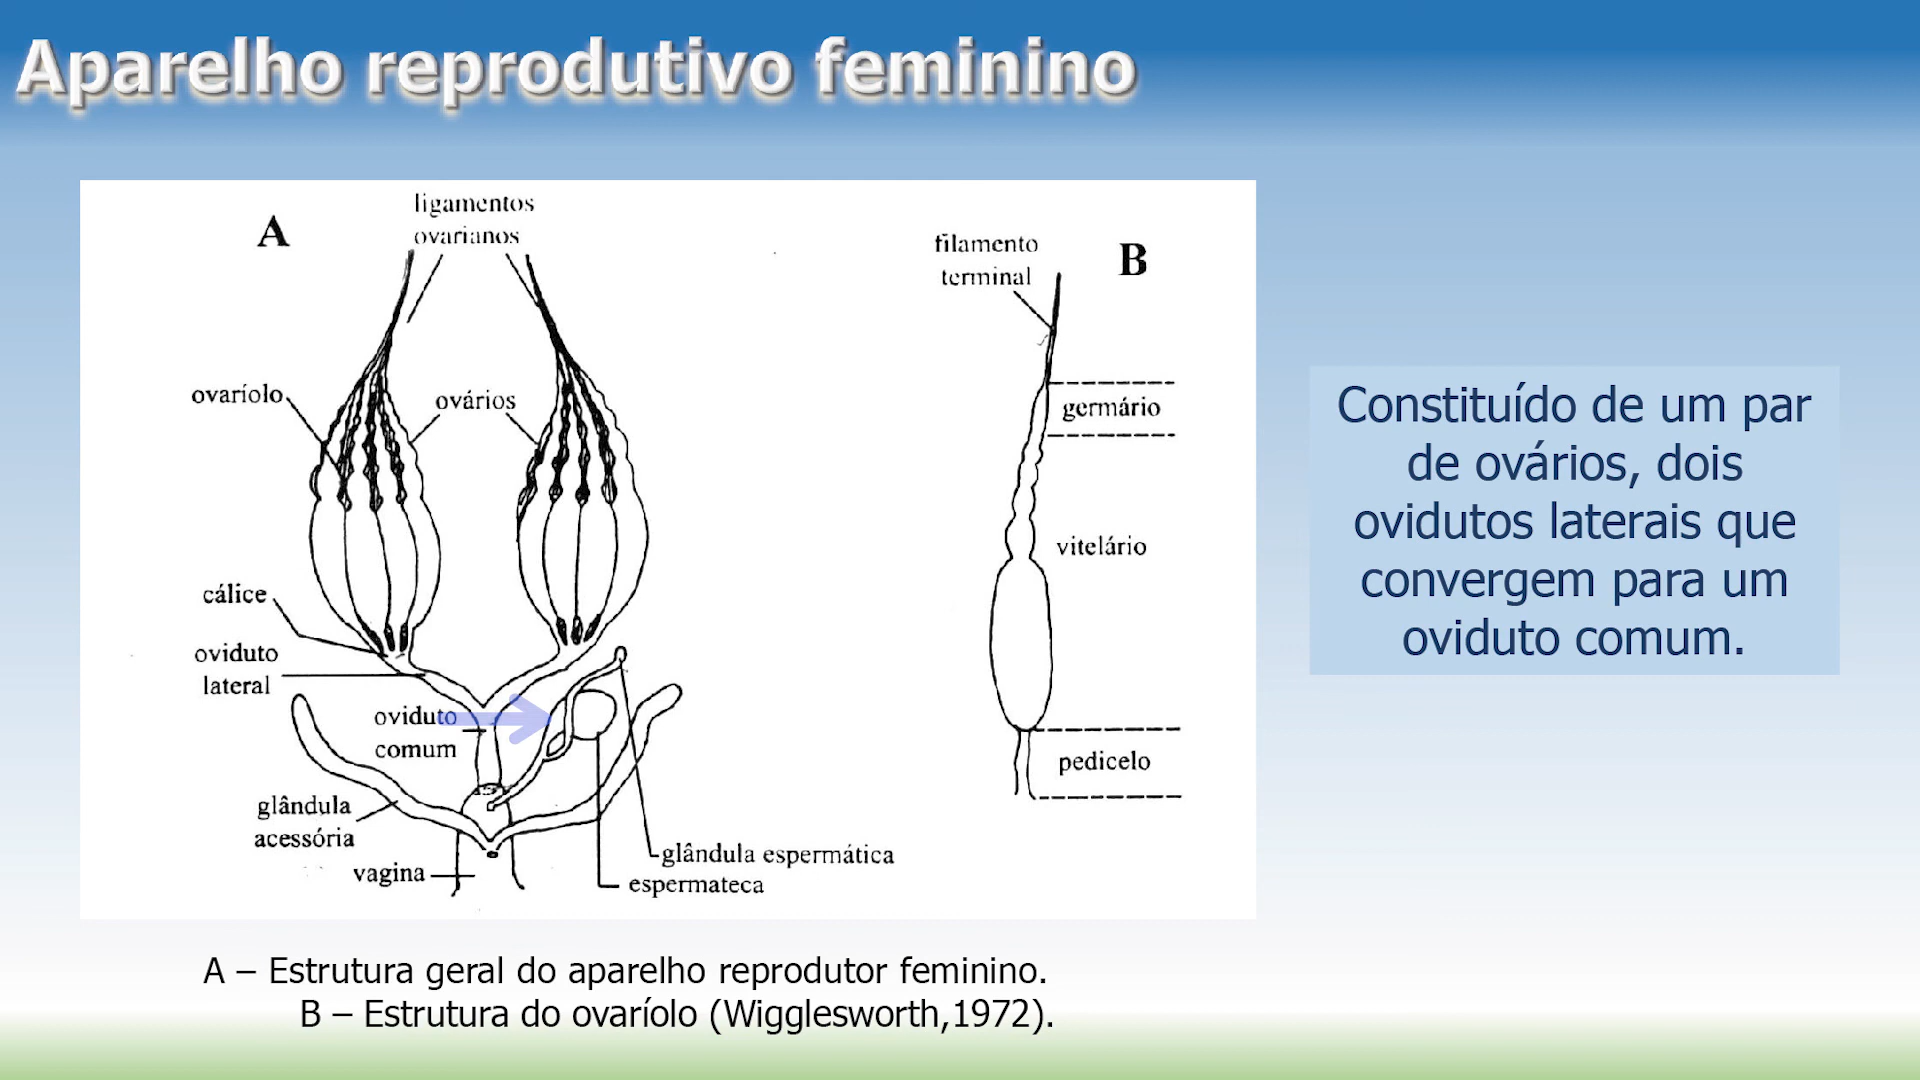 Aparelho reprodutivo feminino
A
ligamentos
ovarianos
ovaríolo
ovários
cálice
oviduto
lateral
oviduto
comum
glândula
acessória
vagina
glândula espermática
espermateca
B
filamento
terminal
germário
vitelário
pedicelo
Constituído de um par
de ovários, dois
ovidutos laterais que
convergem para um
oviduto comum.
A – Estrutura geral do aparelho reprodutor feminino.
B – Estrutura do ovaríolo (Wigglesworth,1972).